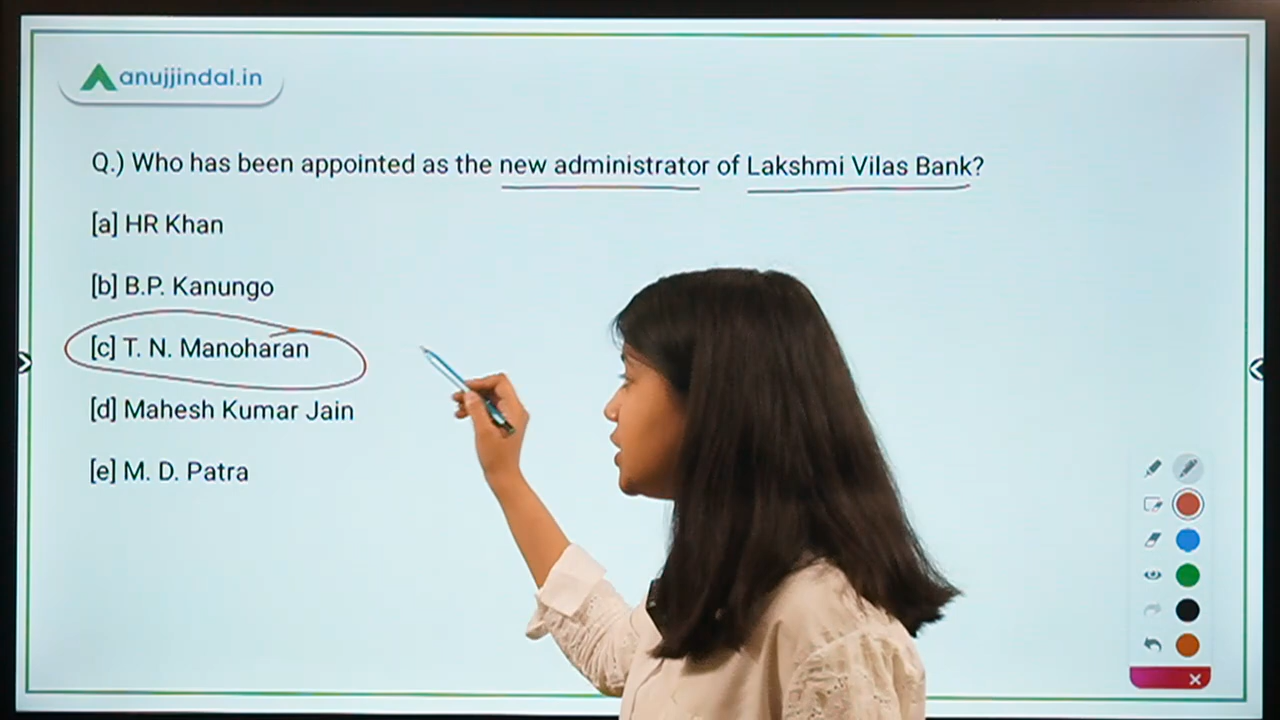 anujjindal.in
Q.) Who has been appointed as the new administrator of Lakshmi Vilas Bank?
[a] HR Khan
[b] B.P. Kanungo
[c] T. N. Manoharan
[d] Mahesh Kumar Jain
[e] M. D. Patra